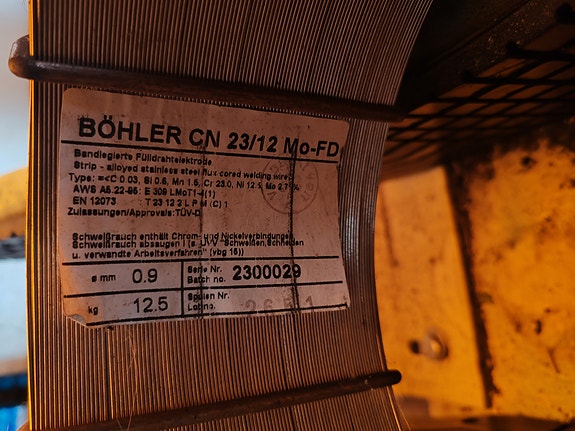 BÖHLER CN 23/12 Mo-FD
Bandlegierte Fülldrahtelektrode
Strip - alloyed stainless steel flux cored welding wire
Type: =<C 0.03, Si 0.6, Mn 1.5, Cr 23.0, Ni 12.5, Mo 2.7%
AWS A5.22-95: E 309 LMoT1-4(1)
EN 12073 T 23 12 2 L P M (C) 1
Zulassungen/Approvals: TÜV-D
Schweißrauch enthält Chrom- und Nickelverbindungen
Schweißrauch absaugen ! (s. UVV "Schweißen, Schneiden
u. verwandte Arbeitsverfahren" (vbg 15))
ø mm 0.9 Serie Nr. Batch no. 2300029
kg 12.5 Spulen Nr. Lot no.